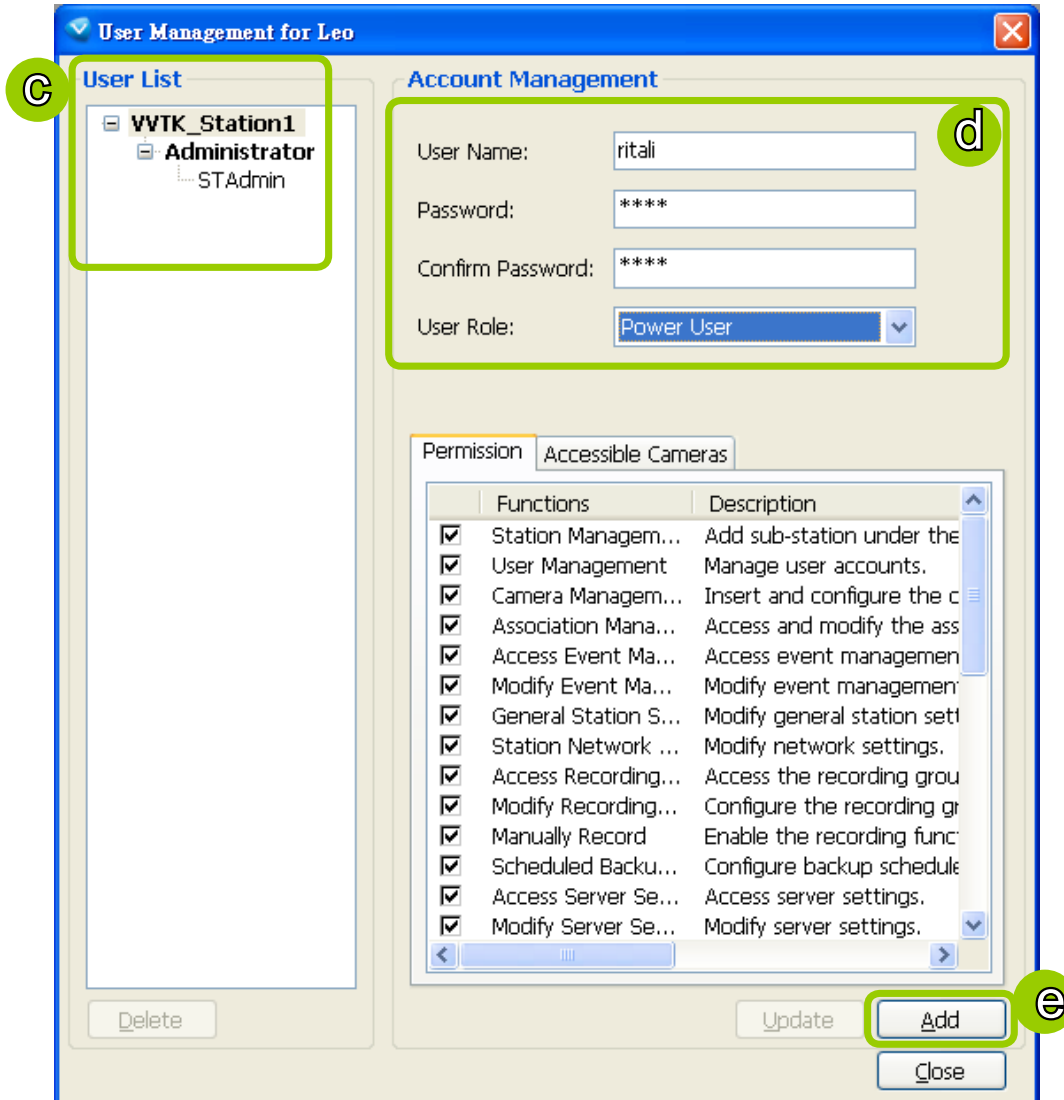 User Management for Leo
c
User List
VVTK_Station1
Administrator
STAdmin
Delete
Account Management
d
User Name: ritali
Password: ****
Confirm Password: ****
User Role: Power User
Permission Accessible Cameras
Functions Description
Station Managem... Add sub-station under the
User Management Manage user accounts.
Camera Managem... Insert and configure the c
Association Mana... Access and modify the ass
Access Event Ma... Access event managemen
Modify Event Ma... Modify event management
General Station S... Modify general station sett
Station Network ... Modify network settings.
Access Recording... Access the recording grou
Modify Recording... Configure the recording gr
Manually Record Enable the recording func
Scheduled Backu... Configure backup schedule
Access Server Se... Access server settings.
Modify Server Se... Modify server settings.
Update Add
e
Close